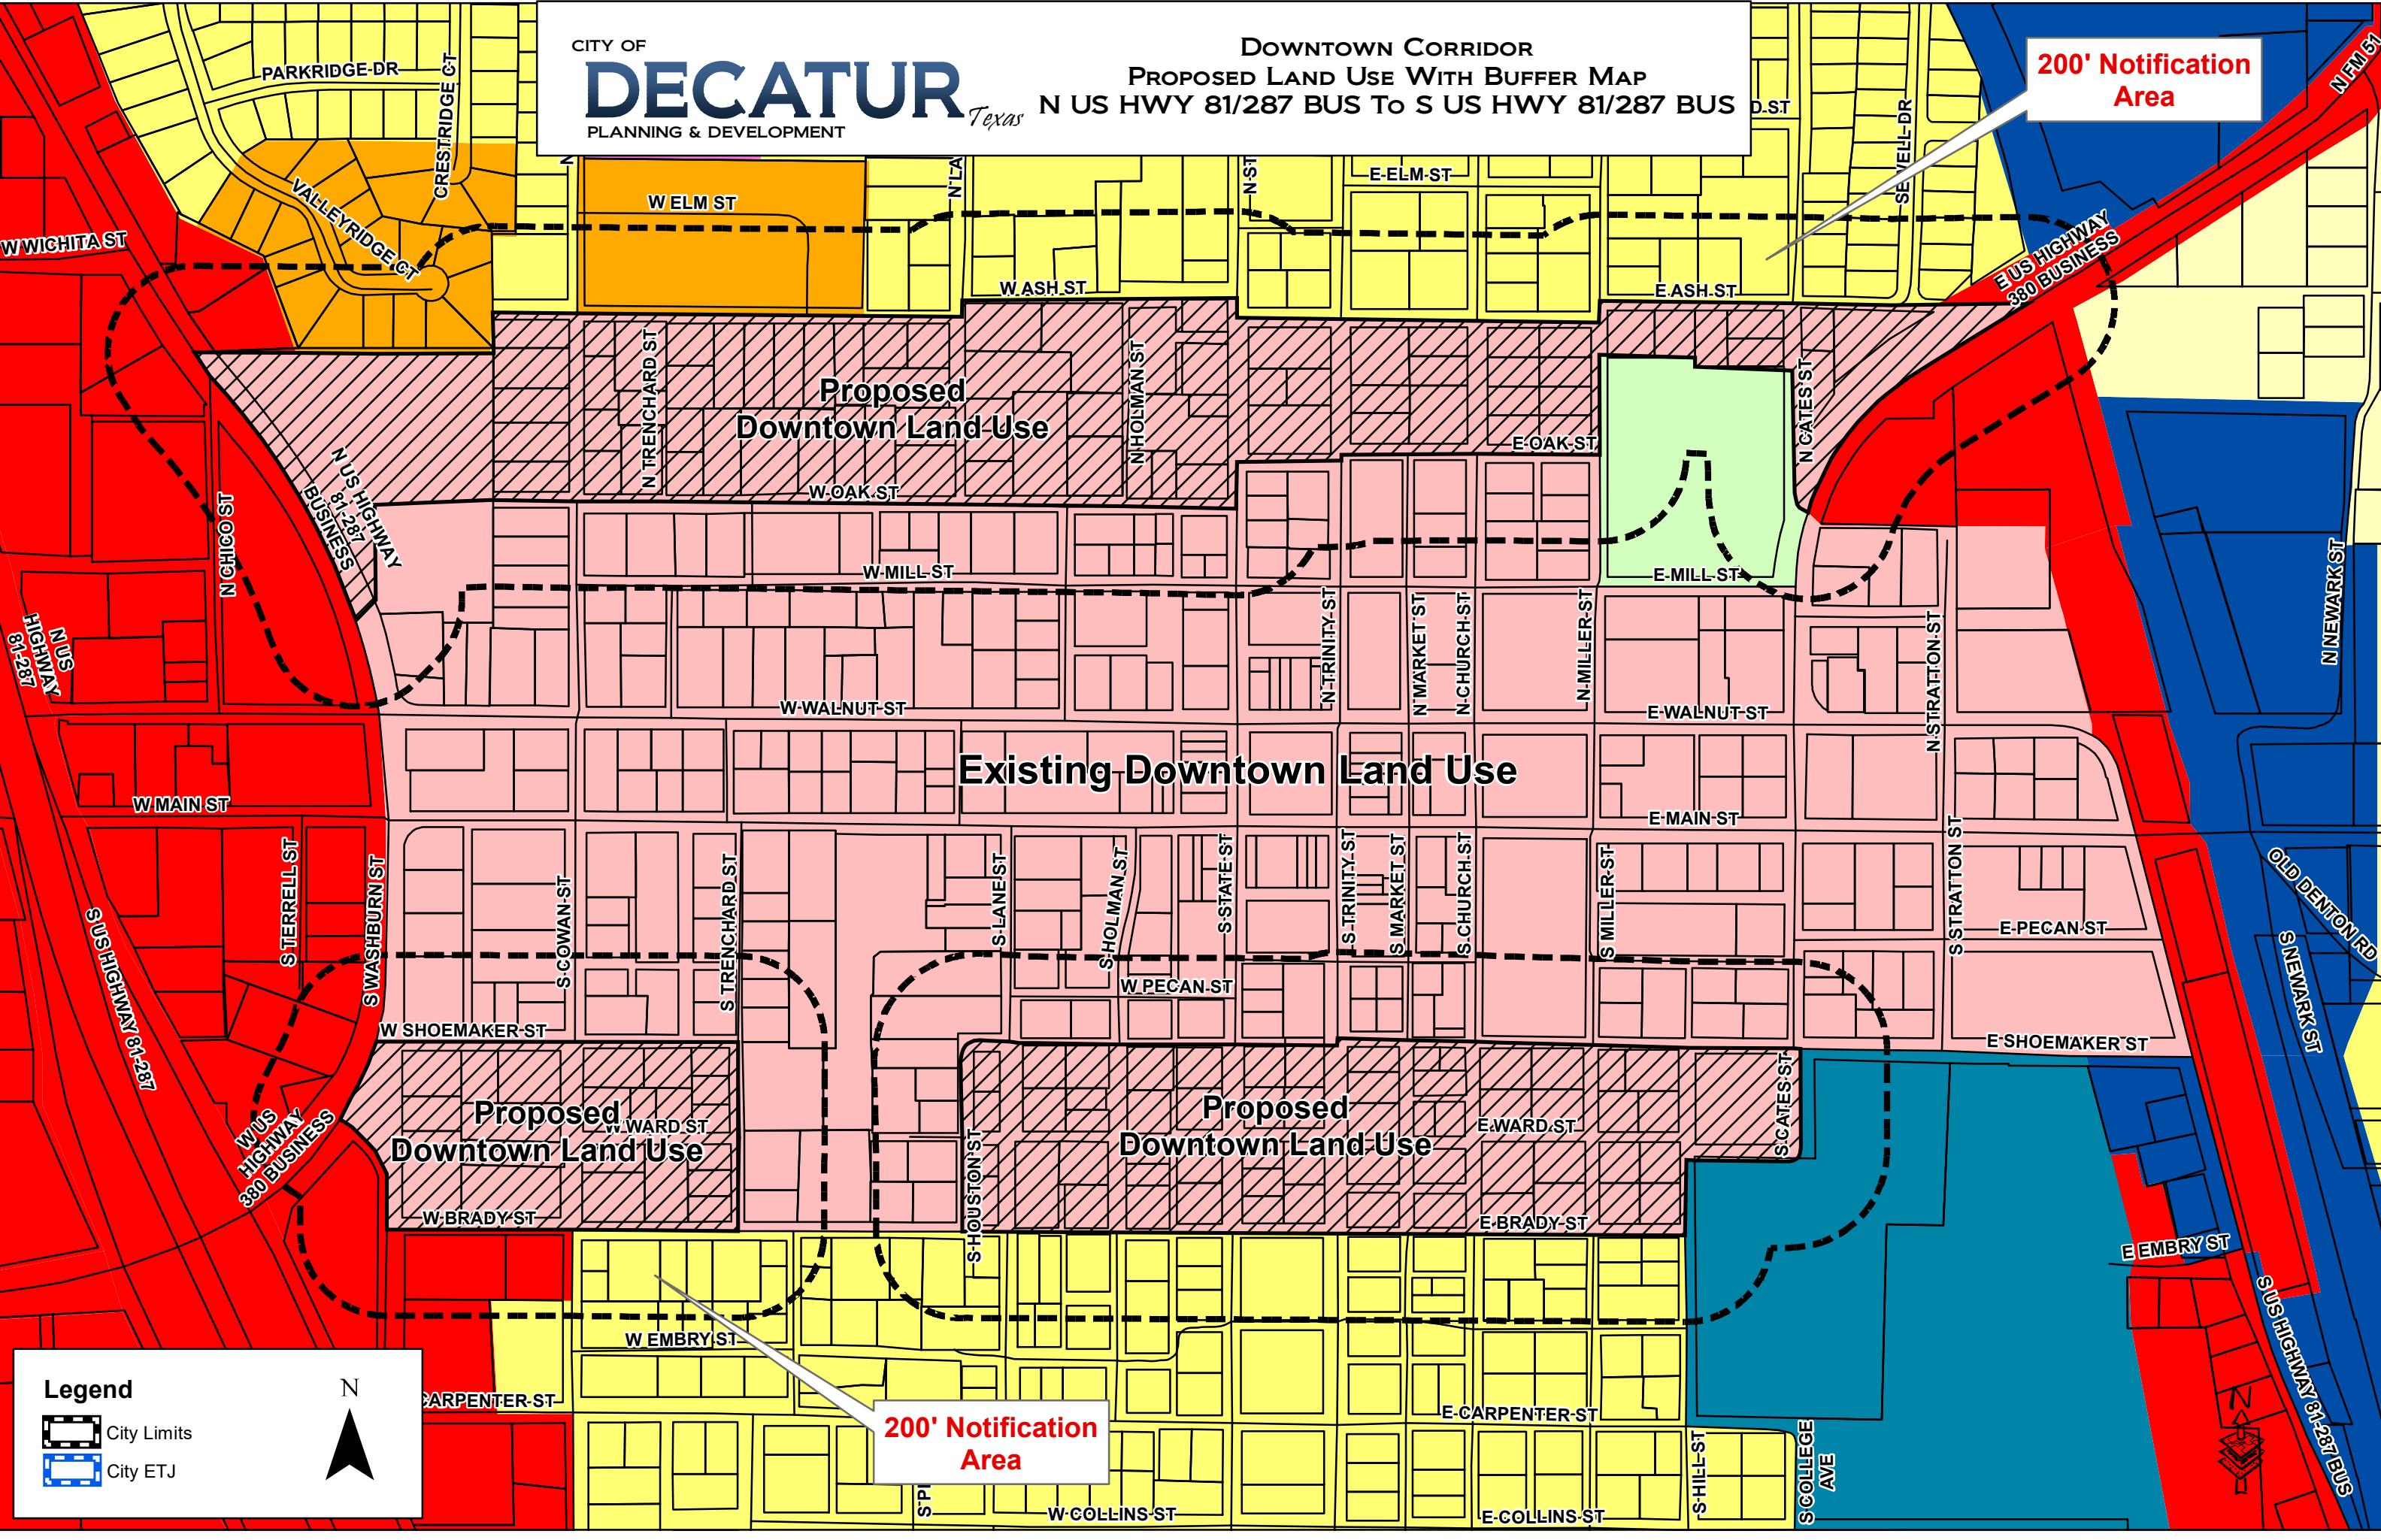 CITY OF
DECATUR
Texas
PLANNING & DEVELOPMENT
DOWNTOWN CORRIDOR
PROPOSED LAND USE WITH BUFFER MAP
N US HWY 81/287 BUS TO S US HWY 81/287 BUS
200' Notification
Area
N FM 51
PARKRIDGE DR
CRESTRIDGE CT
VALLEYRIDGE CT
W WICHITA ST
W ELM ST
N LA
N ST
E ELM ST
D ST
SEWELL DR
E US HIGHWAY
380 BUSINESS
W ASH ST
E ASH ST
N TRENCHARD ST
Proposed
Downtown Land Use
N HOLMAN ST
N CATES ST
E OAK ST
W OAK ST
N US HIGHWAY
81-287
BUSINESS
N CHICO ST
W MILL ST
E MILL ST
N US
HIGHWAY
81-287
N TRINITY ST
N MARKET ST
N CHURCH ST
N MILLER ST
N STRATTON ST
N NEWARK ST
W WALNUT ST
E WALNUT ST
Existing Downtown Land Use
W MAIN ST
E MAIN ST
S TERRELL ST
S WASHBURN ST
S COWAN ST
S TRENCHARD ST
S LANE ST
S HOLMAN ST
S STATE ST
S TRINITY ST
S MARKET ST
S CHURCH ST
S MILLER ST
S STRATTON ST
E PECAN ST
OLD DENTON RD
S NEWARK ST
S US HIGHWAY 81-287
W PECAN ST
W SHOEMAKER ST
E SHOEMAKER ST
W US
HIGHWAY
380 BUSINESS
Proposed
Downtown Land Use
W WARD ST
Proposed
Downtown Land Use
E WARD ST
S CATES ST
S HOUSTON ST
W BRADY ST
E BRADY ST
E EMBRY ST
W EMBRY ST
S US HIGHWAY 81-287 BUS
CARPENTER ST
E CARPENTER ST
200' Notification
Area
S HILL ST
S COLLEGE
AVE
W COLLINS ST
E COLLINS ST
Legend
City Limits
City ETJ
N
N